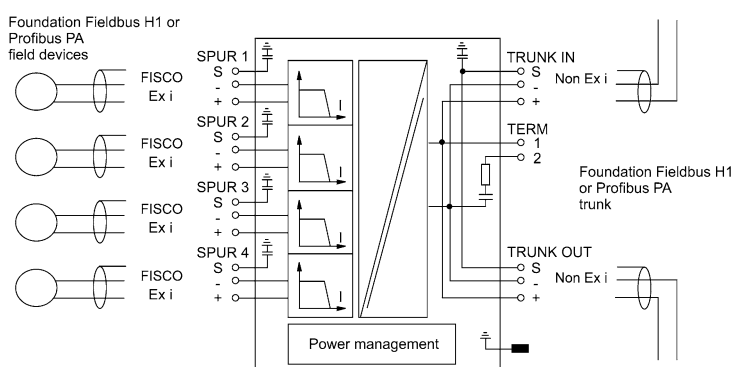 Foundation Fieldbus H1 or
Profibus PA
field devices
SPUR 1
S
-
+
FISCO
Ex i
SPUR 2
S
-
+
FISCO
Ex i
SPUR 3
S
-
+
FISCO
Ex i
SPUR 4
S
-
+
FISCO
Ex i
I
I
I
I
Power management
TRUNK IN
S
-
+
Non Ex i
TERM
1
2
Foundation Fieldbus H1
or Profibus PA
trunk
TRUNK OUT
S
-
+
Non Ex i